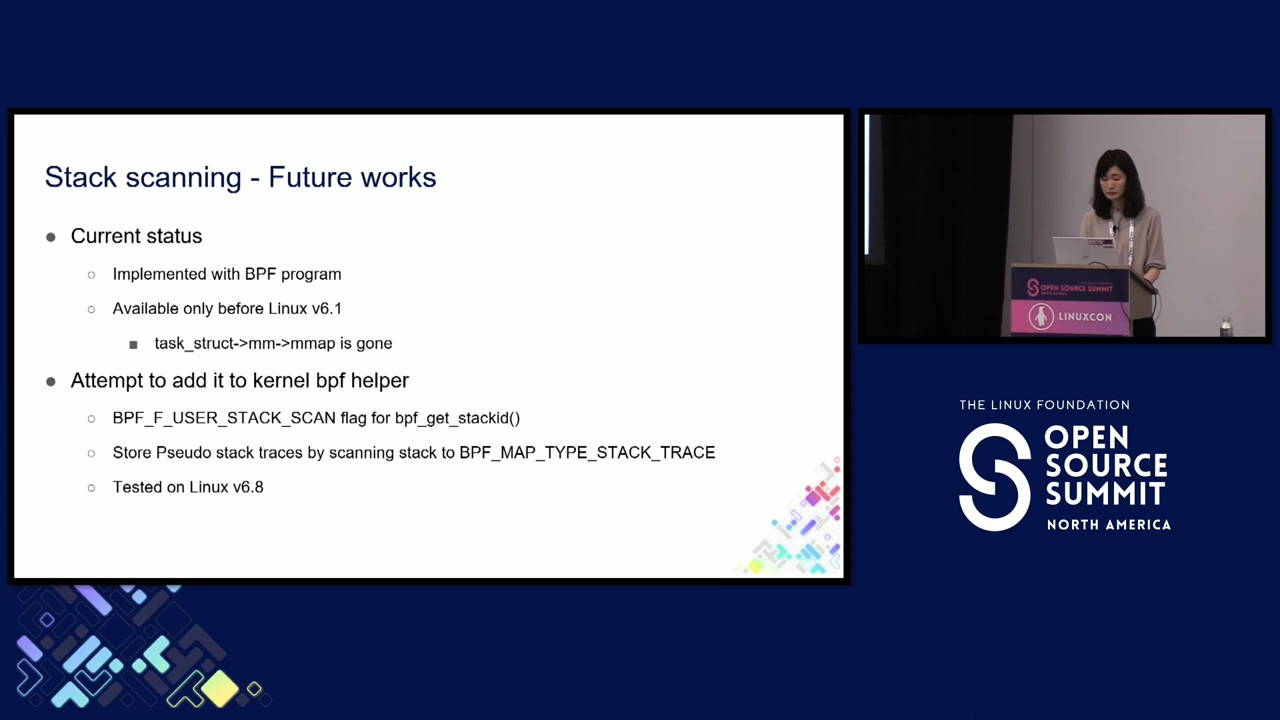 Stack scanning - Future works
Current status
Implemented with BPF program
Available only before Linux v6.1
task_struct->mm->mmap is gone
Attempt to add it to kernel bpf helper
BPF_F_USER_STACK_SCAN flag for bpf_get_stackid()
Store Pseudo stack traces by scanning stack to BPF_MAP_TYPE_STACK_TRACE
Tested on Linux v6.8
OPEN SOURCE SUMMIT
LINUXCON
THE LINUX FOUNDATION
OPEN
SOURCE
SUMMIT
NORTH AMERICA